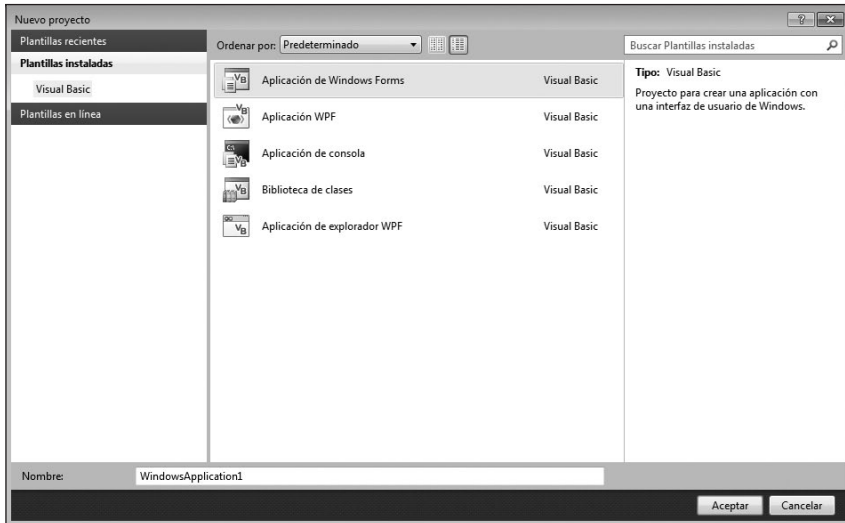 Nuevo proyecto
Plantillas recientes
Plantillas instaladas
Visual Basic
Plantillas en línea
Ordenar por: Predeterminado
Aplicación de Windows Forms Visual Basic
Aplicación WPF Visual Basic
Aplicación de consola Visual Basic
Biblioteca de clases Visual Basic
Aplicación de explorador WPF Visual Basic
Buscar Plantillas instaladas
Tipo: Visual Basic
Proyecto para crear una aplicación con
una interfaz de usuario de Windows.
Nombre: WindowsApplication1
Aceptar Cancelar